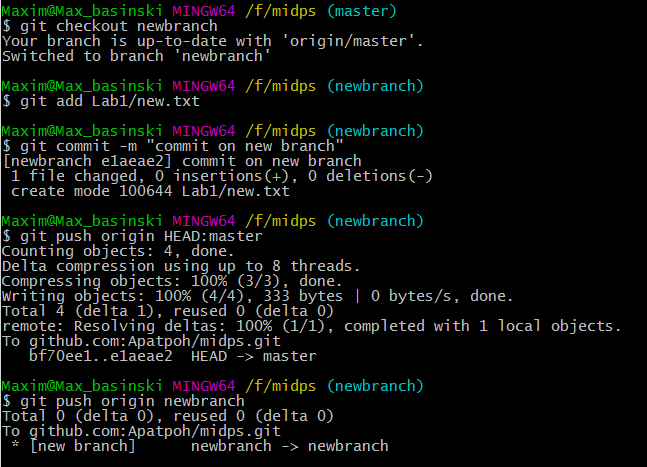 Maxim@Max_basinski MINGW64 /f/midps (master)
$ git checkout newbranch
Your branch is up-to-date with 'origin/master'.
Switched to branch 'newbranch'
Maxim@Max_basinski MINGW64 /f/midps (newbranch)
$ git add Lab1/new.txt
Maxim@Max_basinski MINGW64 /f/midps (newbranch)
$ git commit -m "commit on new branch"
[newbranch e1aeae2] commit on new branch
 1 file changed, 0 insertions(+), 0 deletions(-)
 create mode 100644 Lab1/new.txt
Maxim@Max_basinski MINGW64 /f/midps (newbranch)
$ git push origin HEAD:master
Counting objects: 4, done.
Delta compression using up to 8 threads.
Compressing objects: 100% (3/3), done.
Writing objects: 100% (4/4), 333 bytes | 0 bytes/s, done.
Total 4 (delta 1), reused 0 (delta 0)
remote: Resolving deltas: 100% (1/1), completed with 1 local objects.
To github.com:Apatpoh/midps.git
   bf70ee1..e1aeae2  HEAD -> master
Maxim@Max_basinski MINGW64 /f/midps (newbranch)
$ git push origin newbranch
Total 0 (delta 0), reused 0 (delta 0)
To github.com:Apatpoh/midps.git
 * [new branch]      newbranch -> newbranch